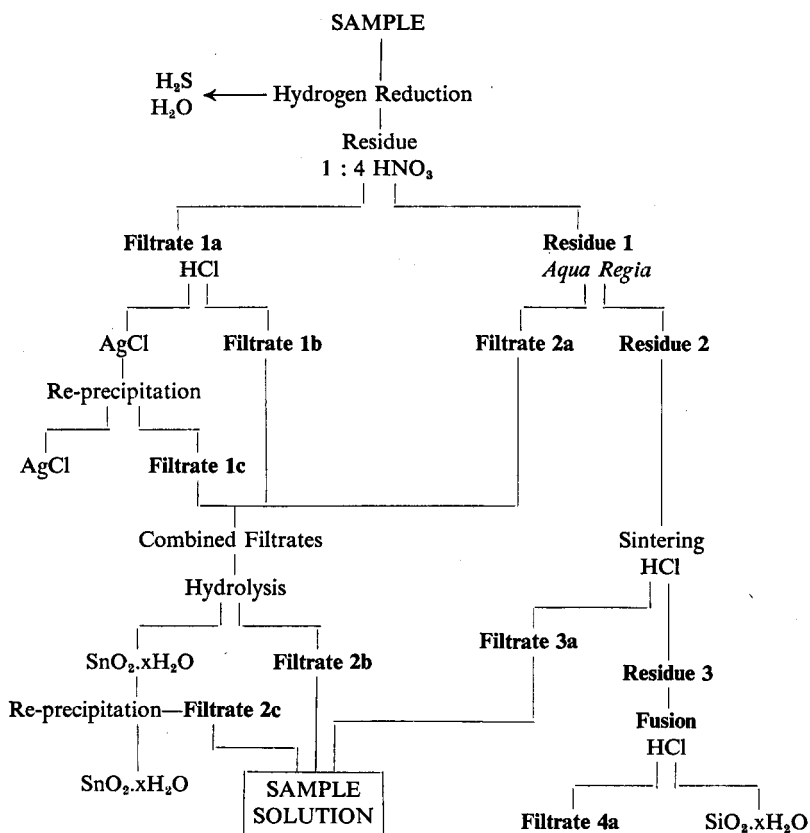 SAMPLE
H₂S
H₂O
Hydrogen Reduction
Residue
1 : 4 HNO₃
Filtrate 1a
HCl
Residue 1
Aqua Regia
AgCl
Filtrate 1b
Filtrate 2a
Residue 2
Re-precipitation
AgCl
Filtrate 1c
Combined Filtrates
Sintering
HCl
Hydrolysis
SnO₂.xH₂O
Filtrate 2b
Filtrate 3a
Residue 3
Re-precipitation—Filtrate 2c
Fusion
HCl
SnO₂.xH₂O
SAMPLE
SOLUTION
Filtrate 4a
SiO₂.xH₂O